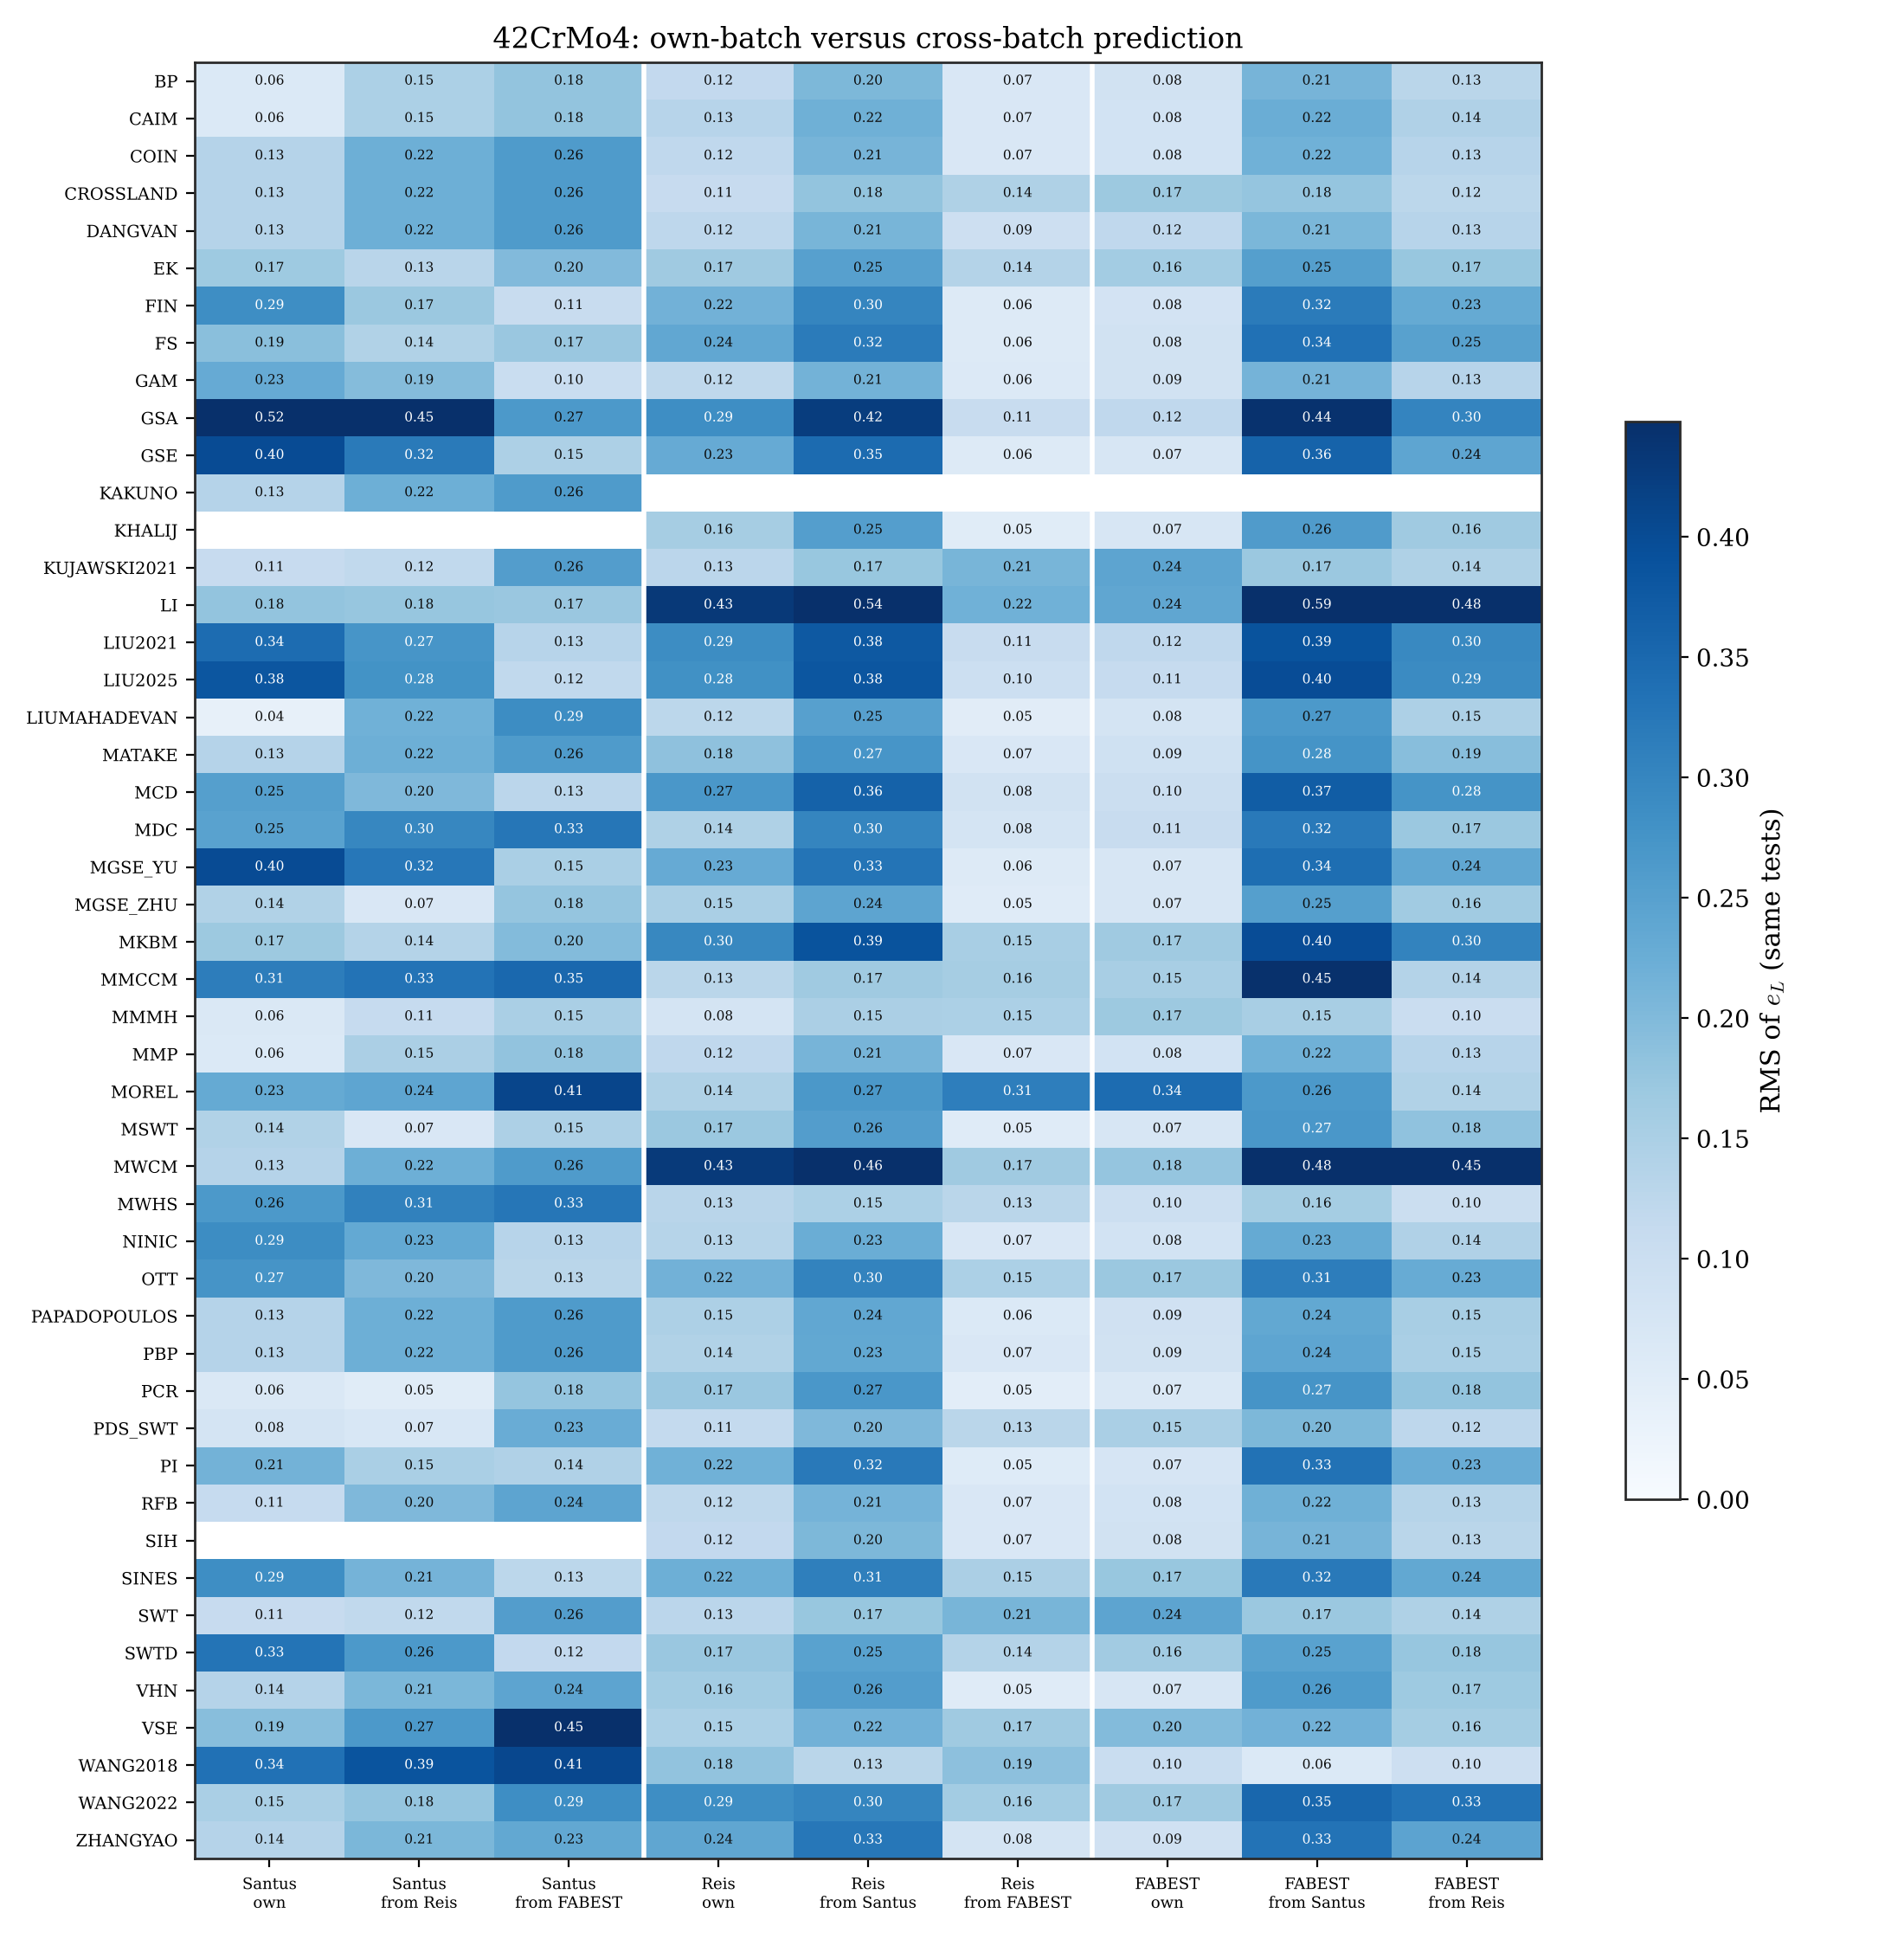 42CrMo4: own-batch versus cross-batch prediction
BP 0.06 0.15 0.18 0.12 0.20 0.07 0.08 0.21 0.13
CAIM 0.06 0.15 0.18 0.13 0.22 0.07 0.08 0.22 0.14
COIN 0.13 0.22 0.26 0.12 0.21 0.07 0.08 0.22 0.13
CROSSLAND 0.13 0.22 0.26 0.11 0.18 0.14 0.17 0.18 0.12
DANGVAN 0.13 0.22 0.26 0.12 0.21 0.09 0.12 0.21 0.13
EK 0.17 0.13 0.20 0.17 0.25 0.14 0.16 0.25 0.17
FIN 0.29 0.17 0.11 0.22 0.30 0.06 0.08 0.32 0.23
FS 0.19 0.14 0.17 0.24 0.32 0.06 0.08 0.34 0.25
GAM 0.23 0.19 0.10 0.12 0.21 0.06 0.09 0.21 0.13
GSA 0.52 0.45 0.27 0.29 0.42 0.11 0.12 0.44 0.30
GSE 0.40 0.32 0.15 0.23 0.35 0.06 0.07 0.36 0.24
KAKUNO 0.13 0.22 0.26
KHALIJ 0.16 0.25 0.05 0.07 0.26 0.16
KUJAWSKI2021 0.11 0.12 0.26 0.13 0.17 0.21 0.24 0.17 0.14
LI 0.18 0.18 0.17 0.43 0.54 0.22 0.24 0.59 0.48
LIU2021 0.34 0.27 0.13 0.29 0.38 0.11 0.12 0.39 0.30
LIU2025 0.38 0.28 0.12 0.28 0.38 0.10 0.11 0.40 0.29
LIUMAHADEVAN 0.04 0.22 0.29 0.12 0.25 0.05 0.08 0.27 0.15
MATAKE 0.13 0.22 0.26 0.18 0.27 0.07 0.09 0.28 0.19
MCD 0.25 0.20 0.13 0.27 0.36 0.08 0.10 0.37 0.28
MDC 0.25 0.30 0.33 0.14 0.30 0.08 0.11 0.32 0.17
MGSE_YU 0.40 0.32 0.15 0.23 0.33 0.06 0.07 0.34 0.24
MGSE_ZHU 0.14 0.07 0.18 0.15 0.24 0.05 0.07 0.25 0.16
MKBM 0.17 0.14 0.20 0.30 0.39 0.15 0.17 0.40 0.30
MMCCM 0.31 0.33 0.35 0.13 0.17 0.16 0.15 0.45 0.14
MMMH 0.06 0.11 0.15 0.08 0.15 0.15 0.17 0.15 0.10
MMP 0.06 0.15 0.18 0.12 0.21 0.07 0.08 0.22 0.13
MOREL 0.23 0.24 0.41 0.14 0.27 0.31 0.34 0.26 0.14
MSWT 0.14 0.07 0.15 0.17 0.26 0.05 0.07 0.27 0.18
MWCM 0.13 0.22 0.26 0.43 0.46 0.17 0.18 0.48 0.45
MWHS 0.26 0.31 0.33 0.13 0.15 0.13 0.10 0.16 0.10
NINIC 0.29 0.23 0.13 0.13 0.23 0.07 0.08 0.23 0.14
OTT 0.27 0.20 0.13 0.22 0.30 0.15 0.17 0.31 0.23
PAPADOPOULOS 0.13 0.22 0.26 0.15 0.24 0.06 0.09 0.24 0.15
PBP 0.13 0.22 0.26 0.14 0.23 0.07 0.09 0.24 0.15
PCR 0.06 0.05 0.18 0.17 0.27 0.05 0.07 0.27 0.18
PDS_SWT 0.08 0.07 0.23 0.11 0.20 0.13 0.15 0.20 0.12
PI 0.21 0.15 0.14 0.22 0.32 0.05 0.07 0.33 0.23
RFB 0.11 0.20 0.24 0.12 0.21 0.07 0.08 0.22 0.13
SIH 0.12 0.20 0.07 0.08 0.21 0.13
SINES 0.29 0.21 0.13 0.22 0.31 0.15 0.17 0.32 0.24
SWT 0.11 0.12 0.26 0.13 0.17 0.21 0.24 0.17 0.14
SWTD 0.33 0.26 0.12 0.17 0.25 0.14 0.16 0.25 0.18
VHN 0.14 0.21 0.24 0.16 0.26 0.05 0.07 0.26 0.17
VSE 0.19 0.27 0.45 0.15 0.22 0.17 0.20 0.22 0.16
WANG2018 0.34 0.39 0.41 0.18 0.13 0.19 0.10 0.06 0.10
WANG2022 0.15 0.18 0.29 0.29 0.30 0.16 0.17 0.35 0.33
ZHANGYAO 0.14 0.21 0.23 0.24 0.33 0.08 0.09 0.33 0.24
Santus Santus Santus Reis Reis Reis FABEST FABEST FABEST
own from Reis from FABEST own from Santus from FABEST own from Santus from Reis
0.40
0.35
0.30
0.25
0.20
0.15
0.10
0.05
0.00
RMS of e_L (same tests)